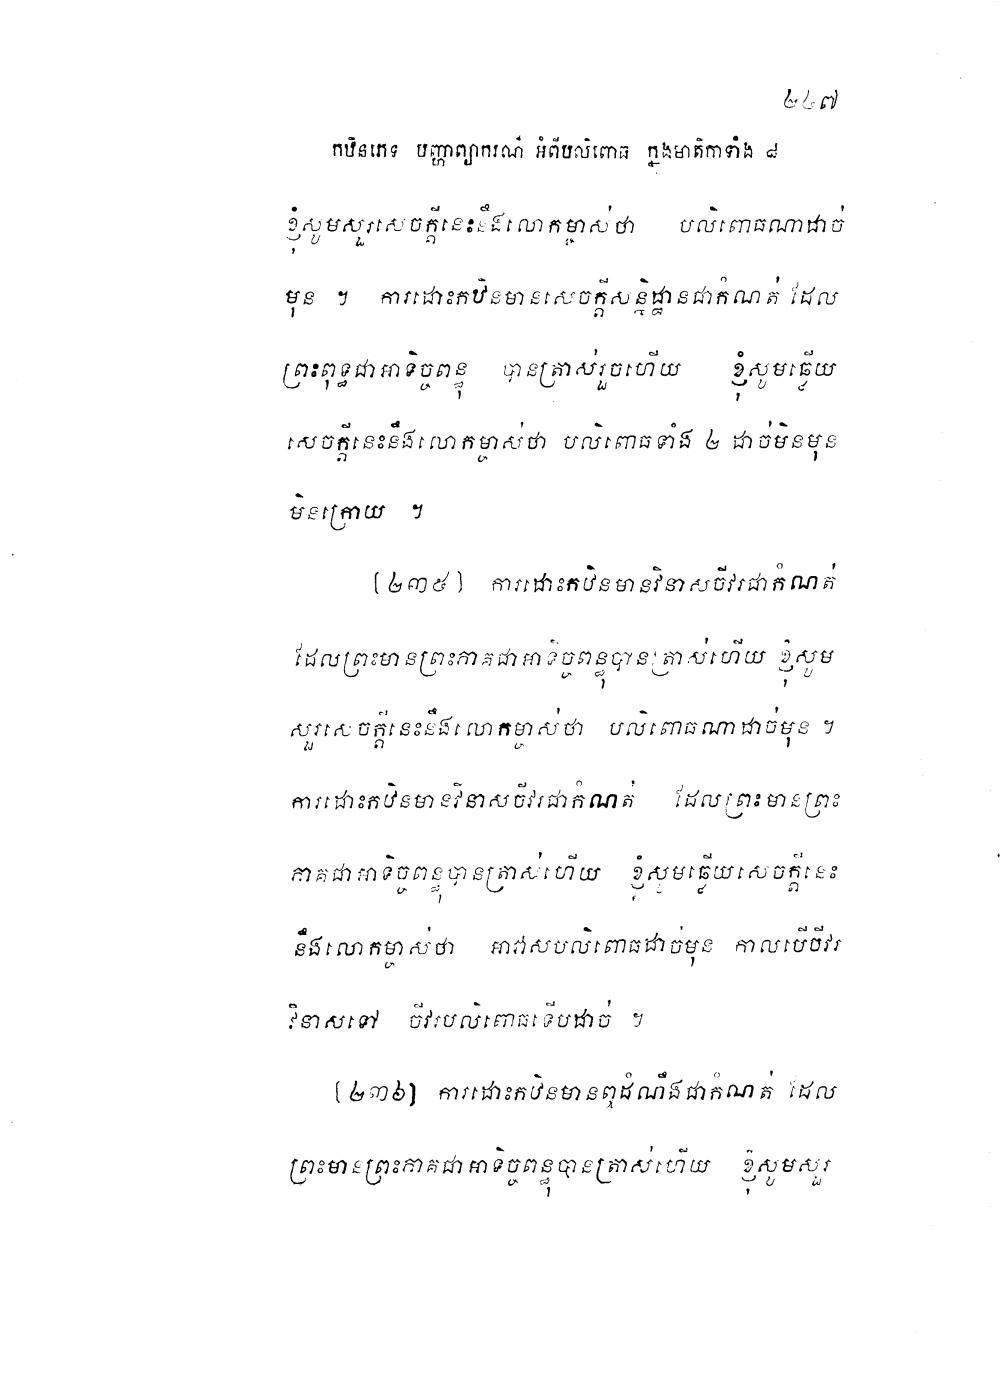 ២៤៧
កឋិនភេទ បញ្ហាព្យាករណ៍ អំពីបលិពោធ ក្នុងមាតិកាទាំង ៨
ខ្ញុំសូមសួរសេចក្តីនេះនឹងលោកម្ចាស់ថា បលិពោធណាដាច់
មុន ។ ការដោះកឋិនមានសេចក្តីសន្និដ្ឋានជាកំណត់ ដែល
ព្រះពុទ្ធជាអាទិច្ចពន្ធុ បានត្រាស់រួចហើយ ខ្ញុំសូមឆ្លើយ
សេចក្តីនេះនឹងលោកម្ចាស់ថា បលិពោធទាំង ២ ដាច់មិនមុន
មិនក្រោយ ។
(២៣៥) ការដោះកឋិនមានវិនាសចីវរជាកំណត់
ដែលព្រះមានព្រះភាគជាអាទិច្ចពន្ធុបានត្រាស់ហើយ ខ្ញុំសូម
សួរសេចក្តីនេះនឹងលោកម្ចាស់ថា បលិពោធណាដាច់មុន ។
ការដោះកឋិនមានវិនាសចីវរជាកំណត់ ដែលព្រះមានព្រះ
ភាគជាអាទិច្ចពន្ធុបានត្រាស់ហើយ ខ្ញុំសូមឆ្លើយសេចក្តីនេះ
នឹងលោកម្ចាស់ថា អាវាសបលិពោធដាច់មុន កាលបើចីវរ
វិនាសទៅ ចីវរបលិពោធទើបដាច់ ។
(២៣៦) ការដោះកឋិនមានឮដំណឹងជាកំណត់ ដែល
ព្រះមានព្រះភាគជាអាទិច្ចពន្ធុបានត្រាស់ហើយ ខ្ញុំសូមសួរ